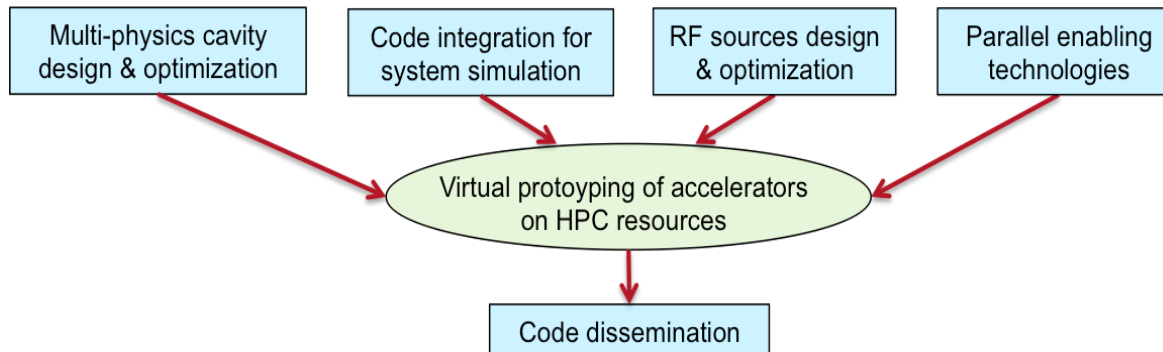 Multi-physics cavity
design & optimization
Code integration for
system simulation
RF sources design
& optimization
Parallel enabling
technologies
Virtual protoyping of accelerators
on HPC resources
Code dissemination